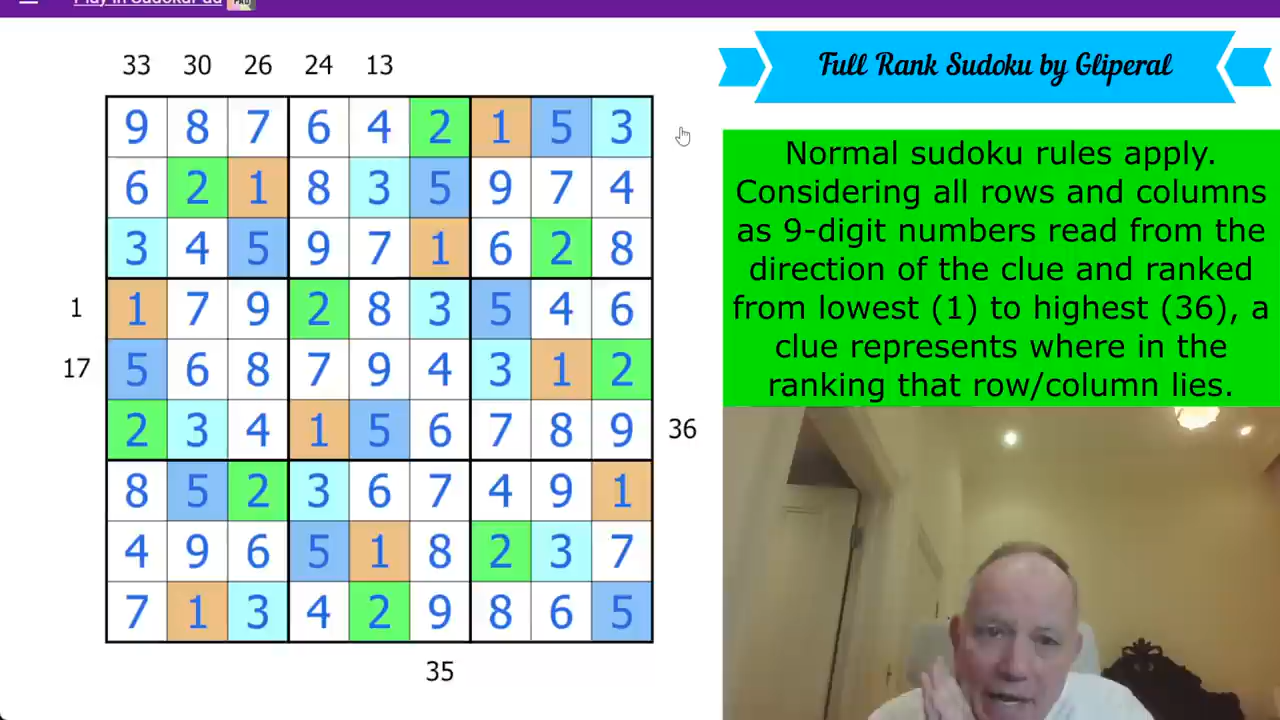 Play in SudokuPad PAD
33 30 26 24 13
9 8 7 6 4 2 1 5 3
6 2 1 8 3 5 9 7 4
3 4 5 9 7 1 6 2 8
1 1 7 9 2 8 3 5 4 6
17 5 6 8 7 9 4 3 1 2
2 3 4 1 5 6 7 8 9 36
8 5 2 3 6 7 4 9 1
4 9 6 5 1 8 2 3 7
7 1 3 4 2 9 8 6 5
35
Full Rank Sudoku by Gliperal
Normal sudoku rules apply.
Considering all rows and columns
as 9-digit numbers read from the
direction of the clue and ranked
from lowest (1) to highest (36), a
clue represents where in the
ranking that row/column lies.